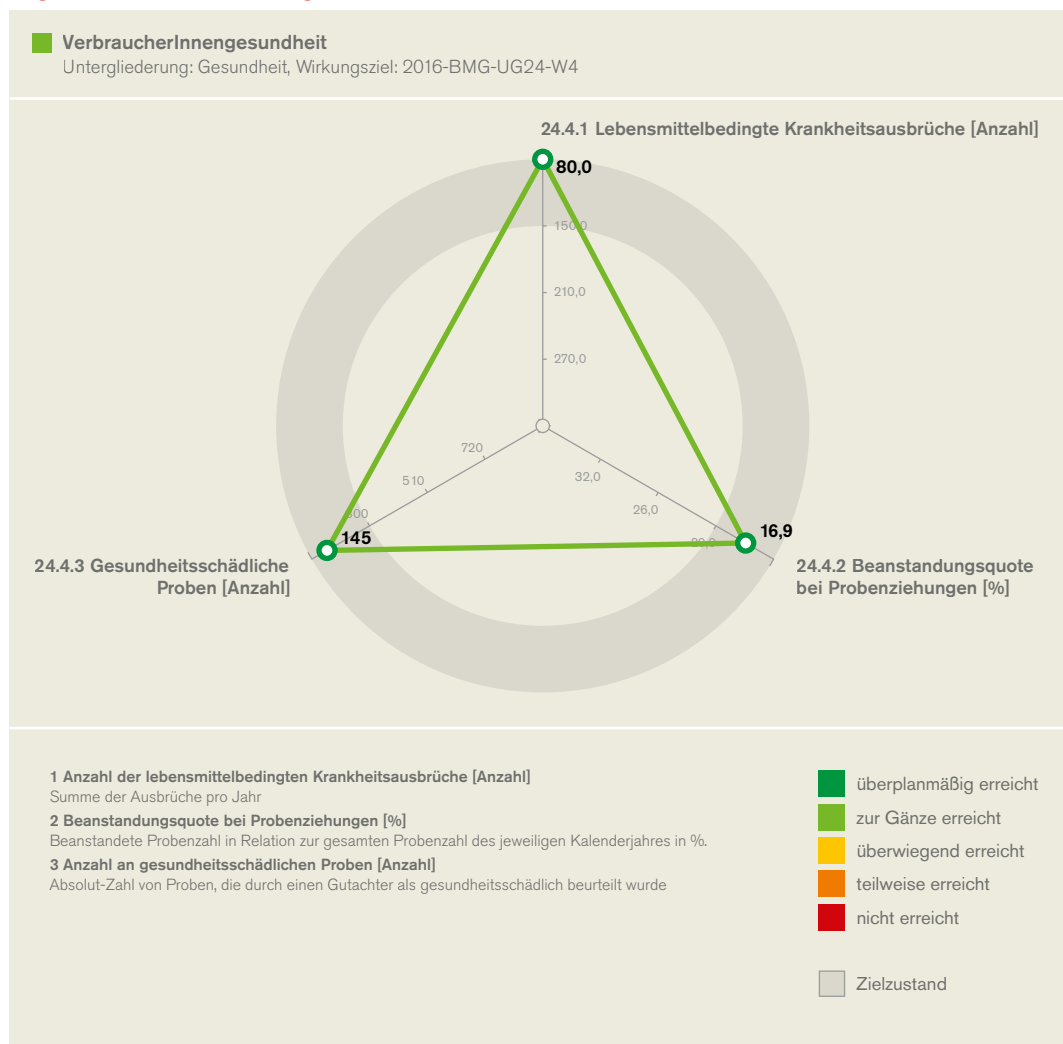 VerbraucherInnengesundheit
Untergliederung: Gesundheit, Wirkungsziel: 2016-BMG-UG24-W4
24.4.1 Lebensmittelbedingte Krankheitsausbrüche [Anzahl]
80,0
150,0
210,0
270,0
720
510
300
145
32,0
26,0
20,0
16,9
24.4.3 Gesundheitsschädliche
Proben [Anzahl]
24.4.2 Beanstandungsquote
bei Probenziehungen [%]
1 Anzahl der lebensmittelbedingten Krankheitsausbrüche [Anzahl]
Summe der Ausbrüche pro Jahr
2 Beanstandungsquote bei Probenziehungen [%]
Beanstandete Probenzahl in Relation zur gesamten Probenzahl des jeweiligen Kalenderjahres in %.
3 Anzahl an gesundheitsschädlichen Proben [Anzahl]
Absolut-Zahl von Proben, die durch einen Gutachter als gesundheitsschädlich beurteilt wurde
überplanmäßig erreicht
zur Gänze erreicht
überwiegend erreicht
teilweise erreicht
nicht erreicht
Zielzustand